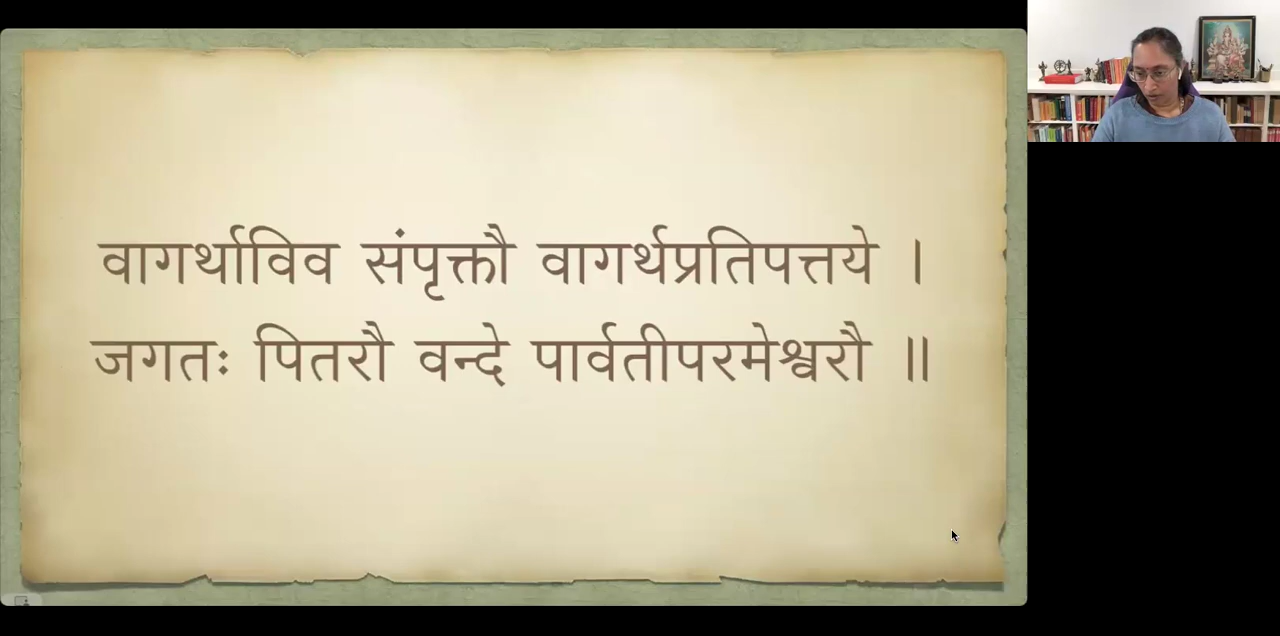 वागर्थाविव संपृक्तौ वागर्थप्रतिपत्तये ।
जगतः पितरौ वन्दे पार्वतीपरमेश्वरौ ॥